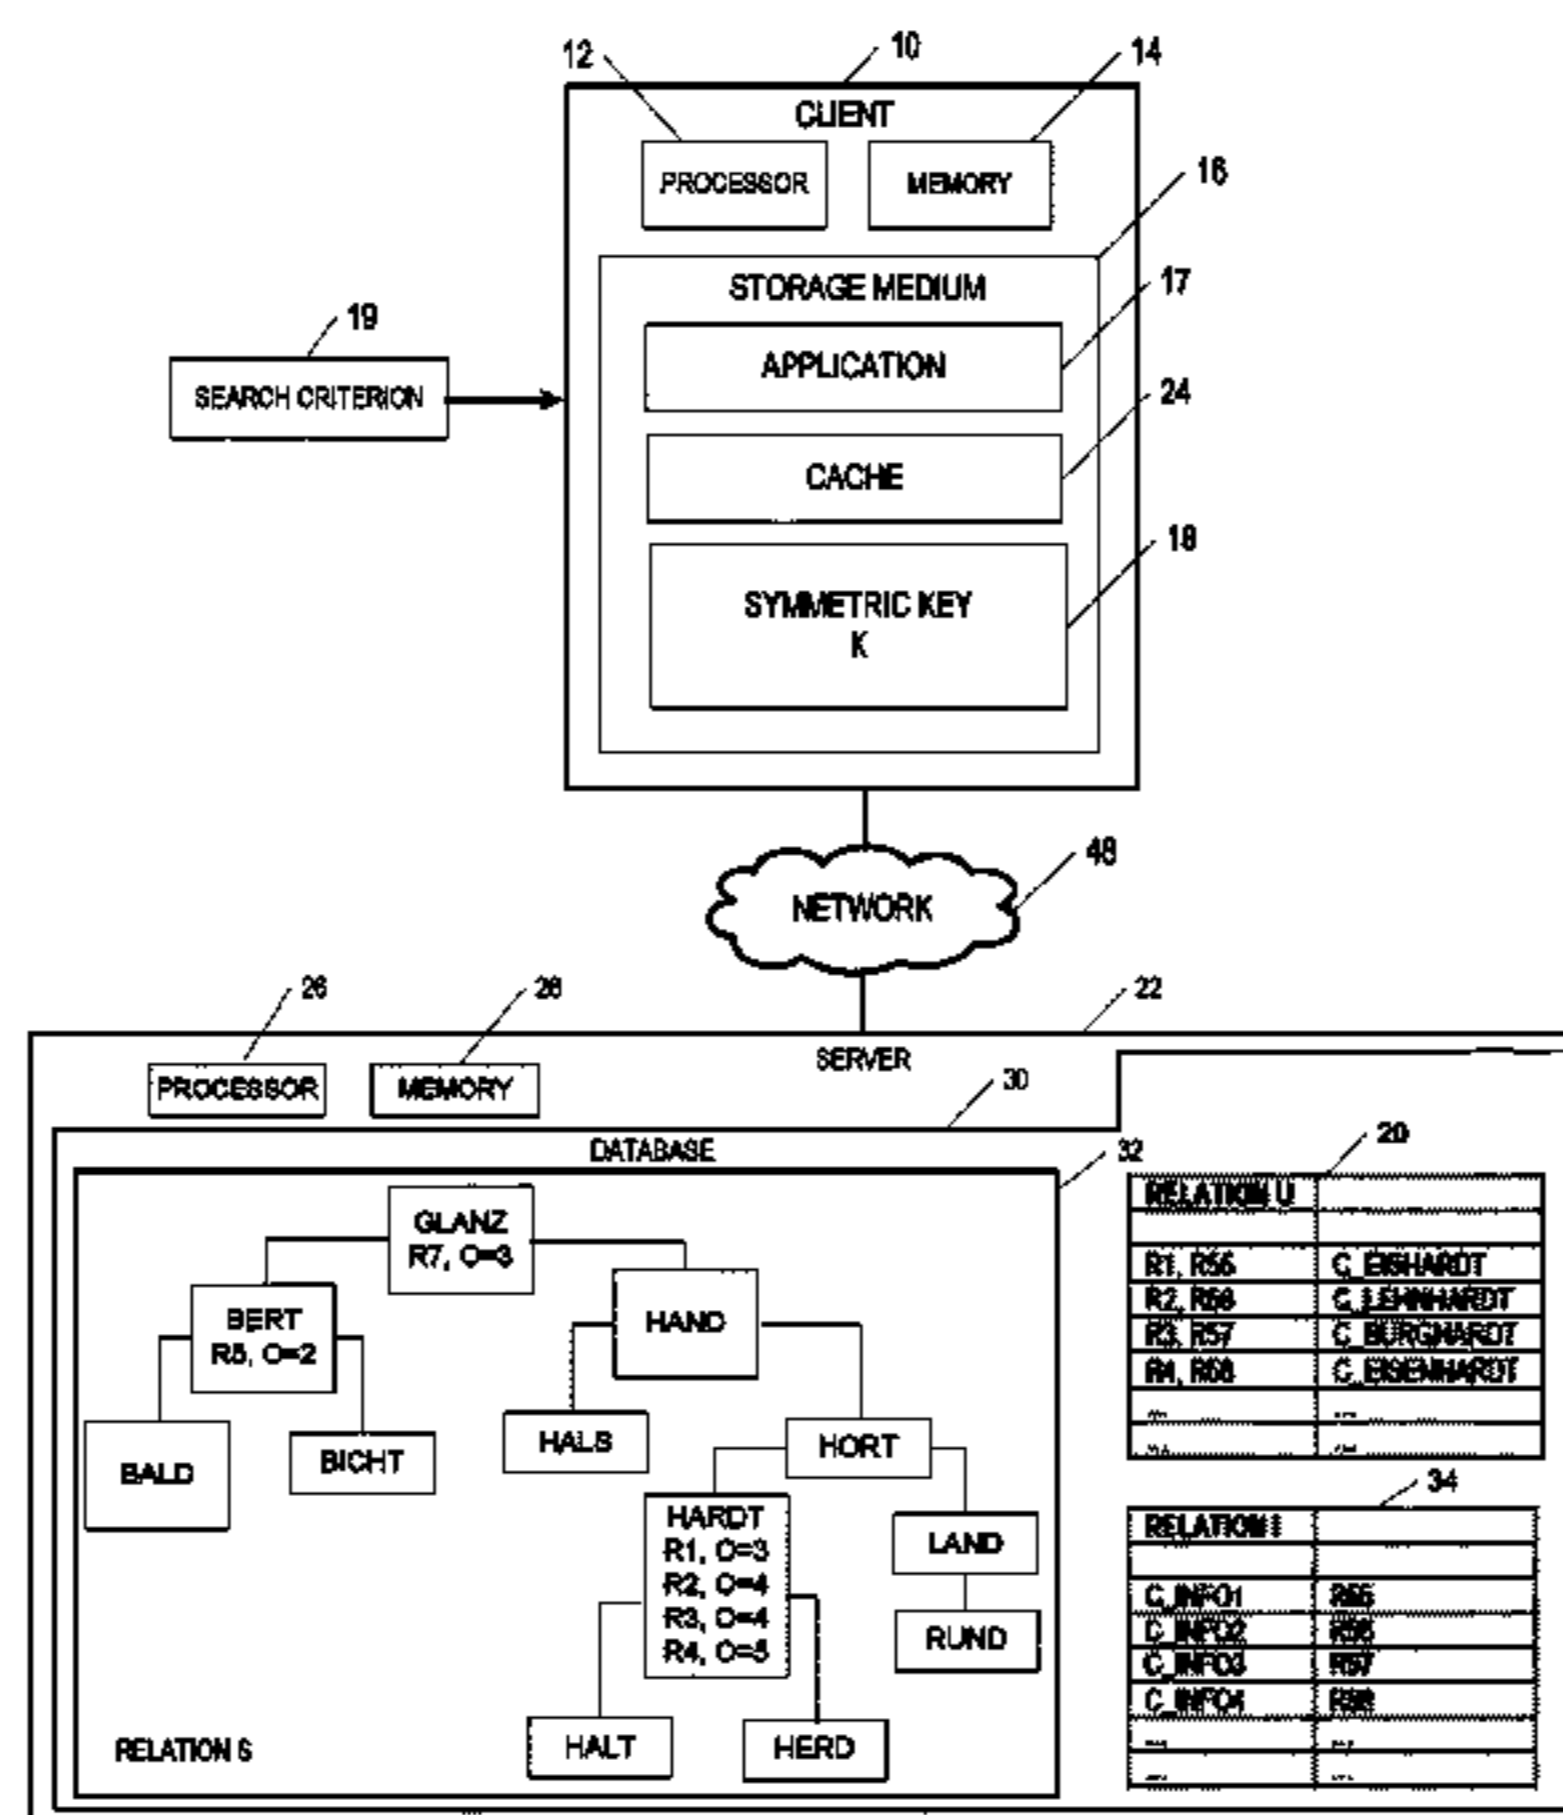 12
10
14
CLIENT
PROCESSOR
MEMORY
16
STORAGE MEDIUM
17
APPLICATION
19
SEARCH CRITERION
24
CACHE
18
SYMMETRIC KEY
K
48
NETWORK
26
28
22
SERVER
PROCESSOR
MEMORY
30
DATABASE
32
20
GLANZ
R7, O=3
BERT
R5, O=2
HAND
BALD
BICHT
HALS
HORT
HARDT
R1, O=3
R2, O=4
R3, O=4
R4, O=5
LAND
RUND
HALT
HERD
RELATION S
RELATION U
R1, R55 C_EISHARDT
R2, R56 C_LEHNHARDT
R3, R57 C_BURGHARDT
R4, R58 C_EISENHARDT
... ...
... ...
34
RELATION I
C_INFO1 R55
C_INFO2 R56
C_INFO3 R57
C_INFO4 R58
... ...
... ...